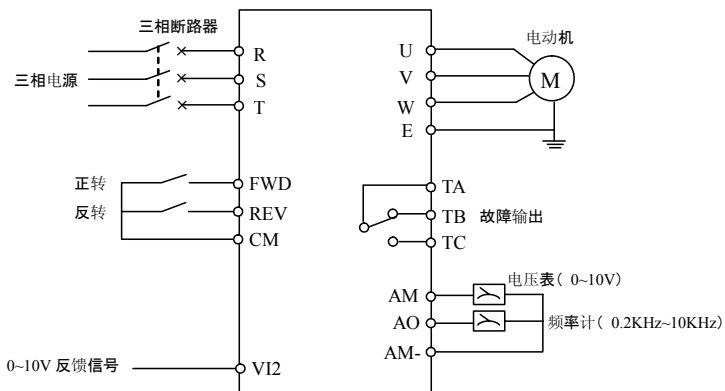 三相断路器
三相电源
R
S
T
U
V
W
E
电动机
M
正转
反转
FWD
REV
CM
TA
TB 故障输出
TC
AM
AO
AM-
电压表( 0~10V)
频率计( 0.2KHz~10KHz)
0~10V 反馈信号
VI2